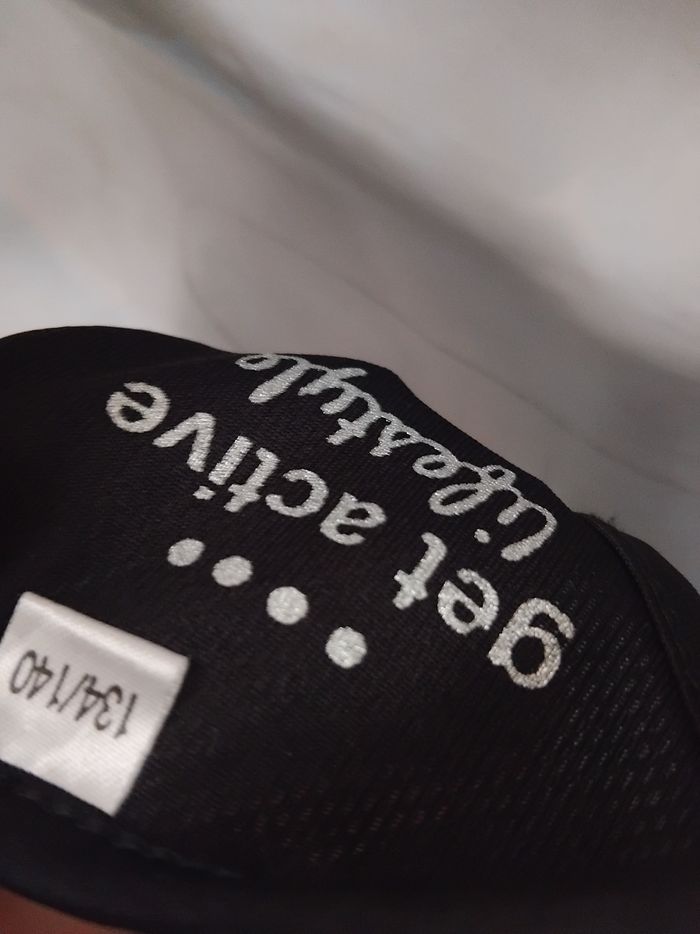 134/140
••••
get active
lifestyle